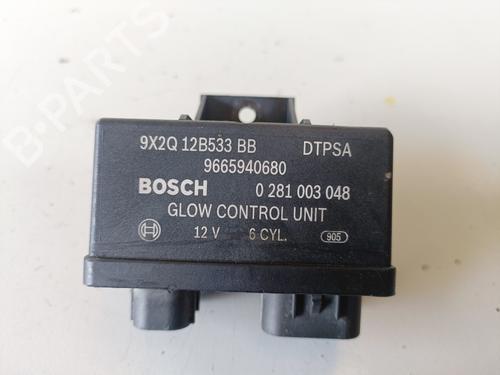 9X2Q 12B533 BB DTPSA
9665940680
BOSCH 0 281 003 048
GLOW CONTROL UNIT
12 V 6 CYL. 905
B-PARTS